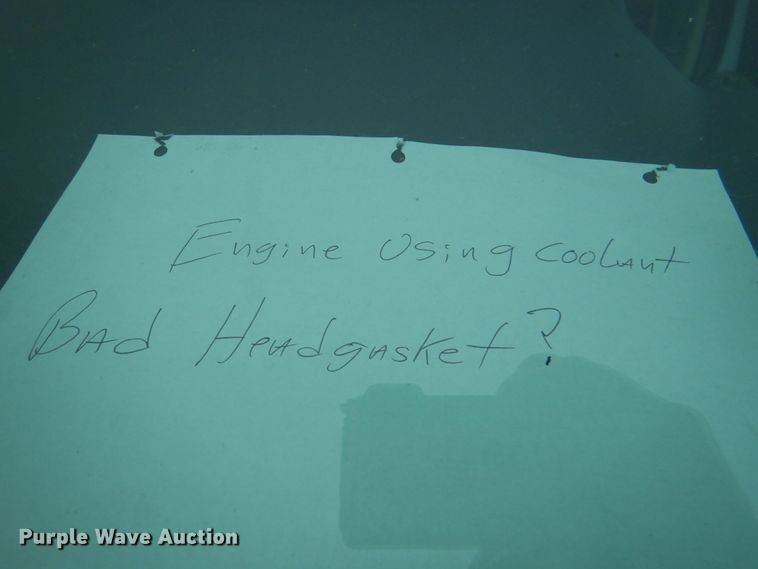 Engine Using Coolant
Bad Headgasket?
Purple Wave Auction